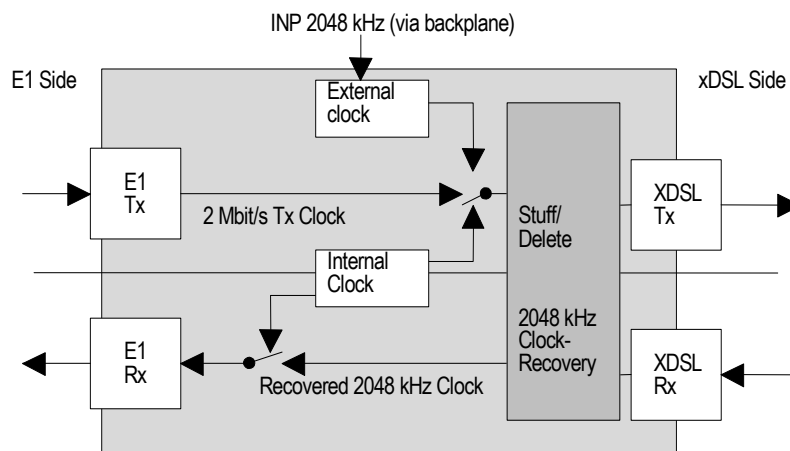 INP 2048 kHz (via backplane)
E1 Side
xDSL Side
External
clock
E1
Tx
2 Mbit/s Tx Clock
Stuff/
Delete
XDSL
Tx
Internal
Clock
E1
Rx
Recovered 2048 kHz Clock
2048 kHz
Clock-
Recovery
XDSL
Rx